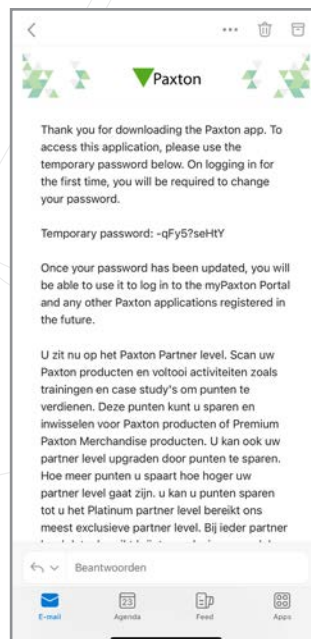 Paxton
Thank you for downloading the Paxton app. To
access this application, please use the
temporary password below. On logging in for
the first time, you will be required to change
your password.
Temporary password: -qFy5?seHtY
Once your password has been updated, you will
be able to use it to log in to the myPaxton Portal
and any other Paxton applications registered in
the future.
U zit nu op het Paxton Partner level. Scan uw
Paxton producten en voltooi activiteiten zoals
trainingen en case study's om punten te
verdienen. Deze punten kunt u sparen en
inwisselen voor Paxton producten of Premium
Paxton Merchandise producten. U kan ook uw
partner level upgraden door punten te sparen.
Hoe meer punten u spaart hoe hoger uw
partner level gaat zijn. u kan u punten sparen
tot u het Platinum partner level bereikt ons
meest exclusieve partner level. Bij ieder partner
Beantwoorden
E-mail
23
Agenda
Feed
Apps